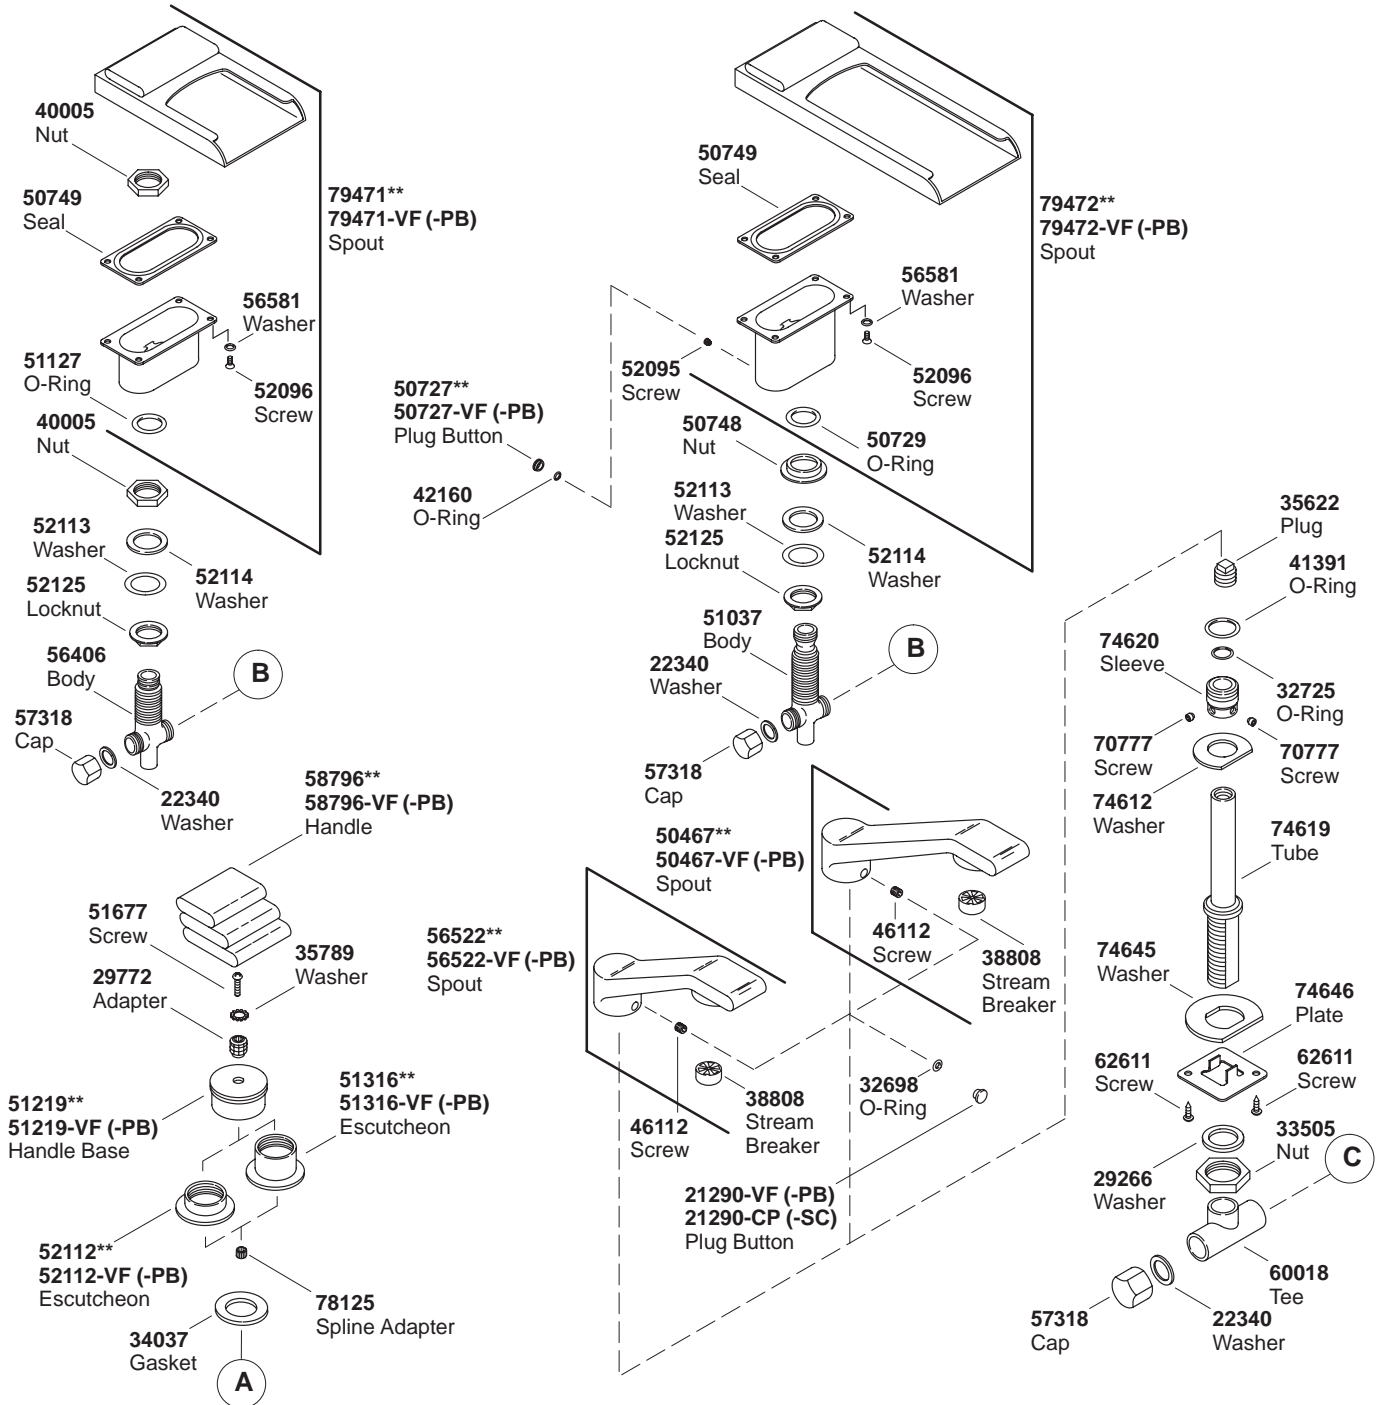 40005
Nut
50749
Seal
79471**
79471-VF (-PB)
Spout
56581
Washer
51127
O-Ring
52096
Screw
40005
Nut
52113
Washer
52114
Washer
52125
Locknut
56406
Body
B
57318
Cap
22340
Washer
50749
Seal
79472**
79472-VF (-PB)
Spout
56581
Washer
52095
Screw
52096
Screw
50727**
50727-VF (-PB)
Plug Button
42160
O-Ring
50748
Nut
50729
O-Ring
52113
Washer
52125
Locknut
52114
Washer
51037
Body
B
22340
Washer
57318
Cap
58796**
58796-VF (-PB)
Handle
51677
Screw
35789
Washer
29772
Adapter
51219**
51219-VF (-PB)
Handle Base
51316**
51316-VF (-PB)
Escutcheon
52112**
52112-VF (-PB)
Escutcheon
78125
Spline Adapter
34037
Gasket
A
50467**
50467-VF (-PB)
Spout
46112
Screw
38808
Stream
Breaker
56522**
56522-VF (-PB)
Spout
46112
Screw
38808
Stream
Breaker
32698
O-Ring
21290-VF (-PB)
21290-CP (-SC)
Plug Button
35622
Plug
41391
O-Ring
74620
Sleeve
32725
O-Ring
70777
Screw
70777
Screw
74612
Washer
74619
Tube
74645
Washer
74646
Plate
62611
Screw
62611
Screw
33505
Nut
C
29266
Washer
60018
Tee
57318
Cap
22340
Washer